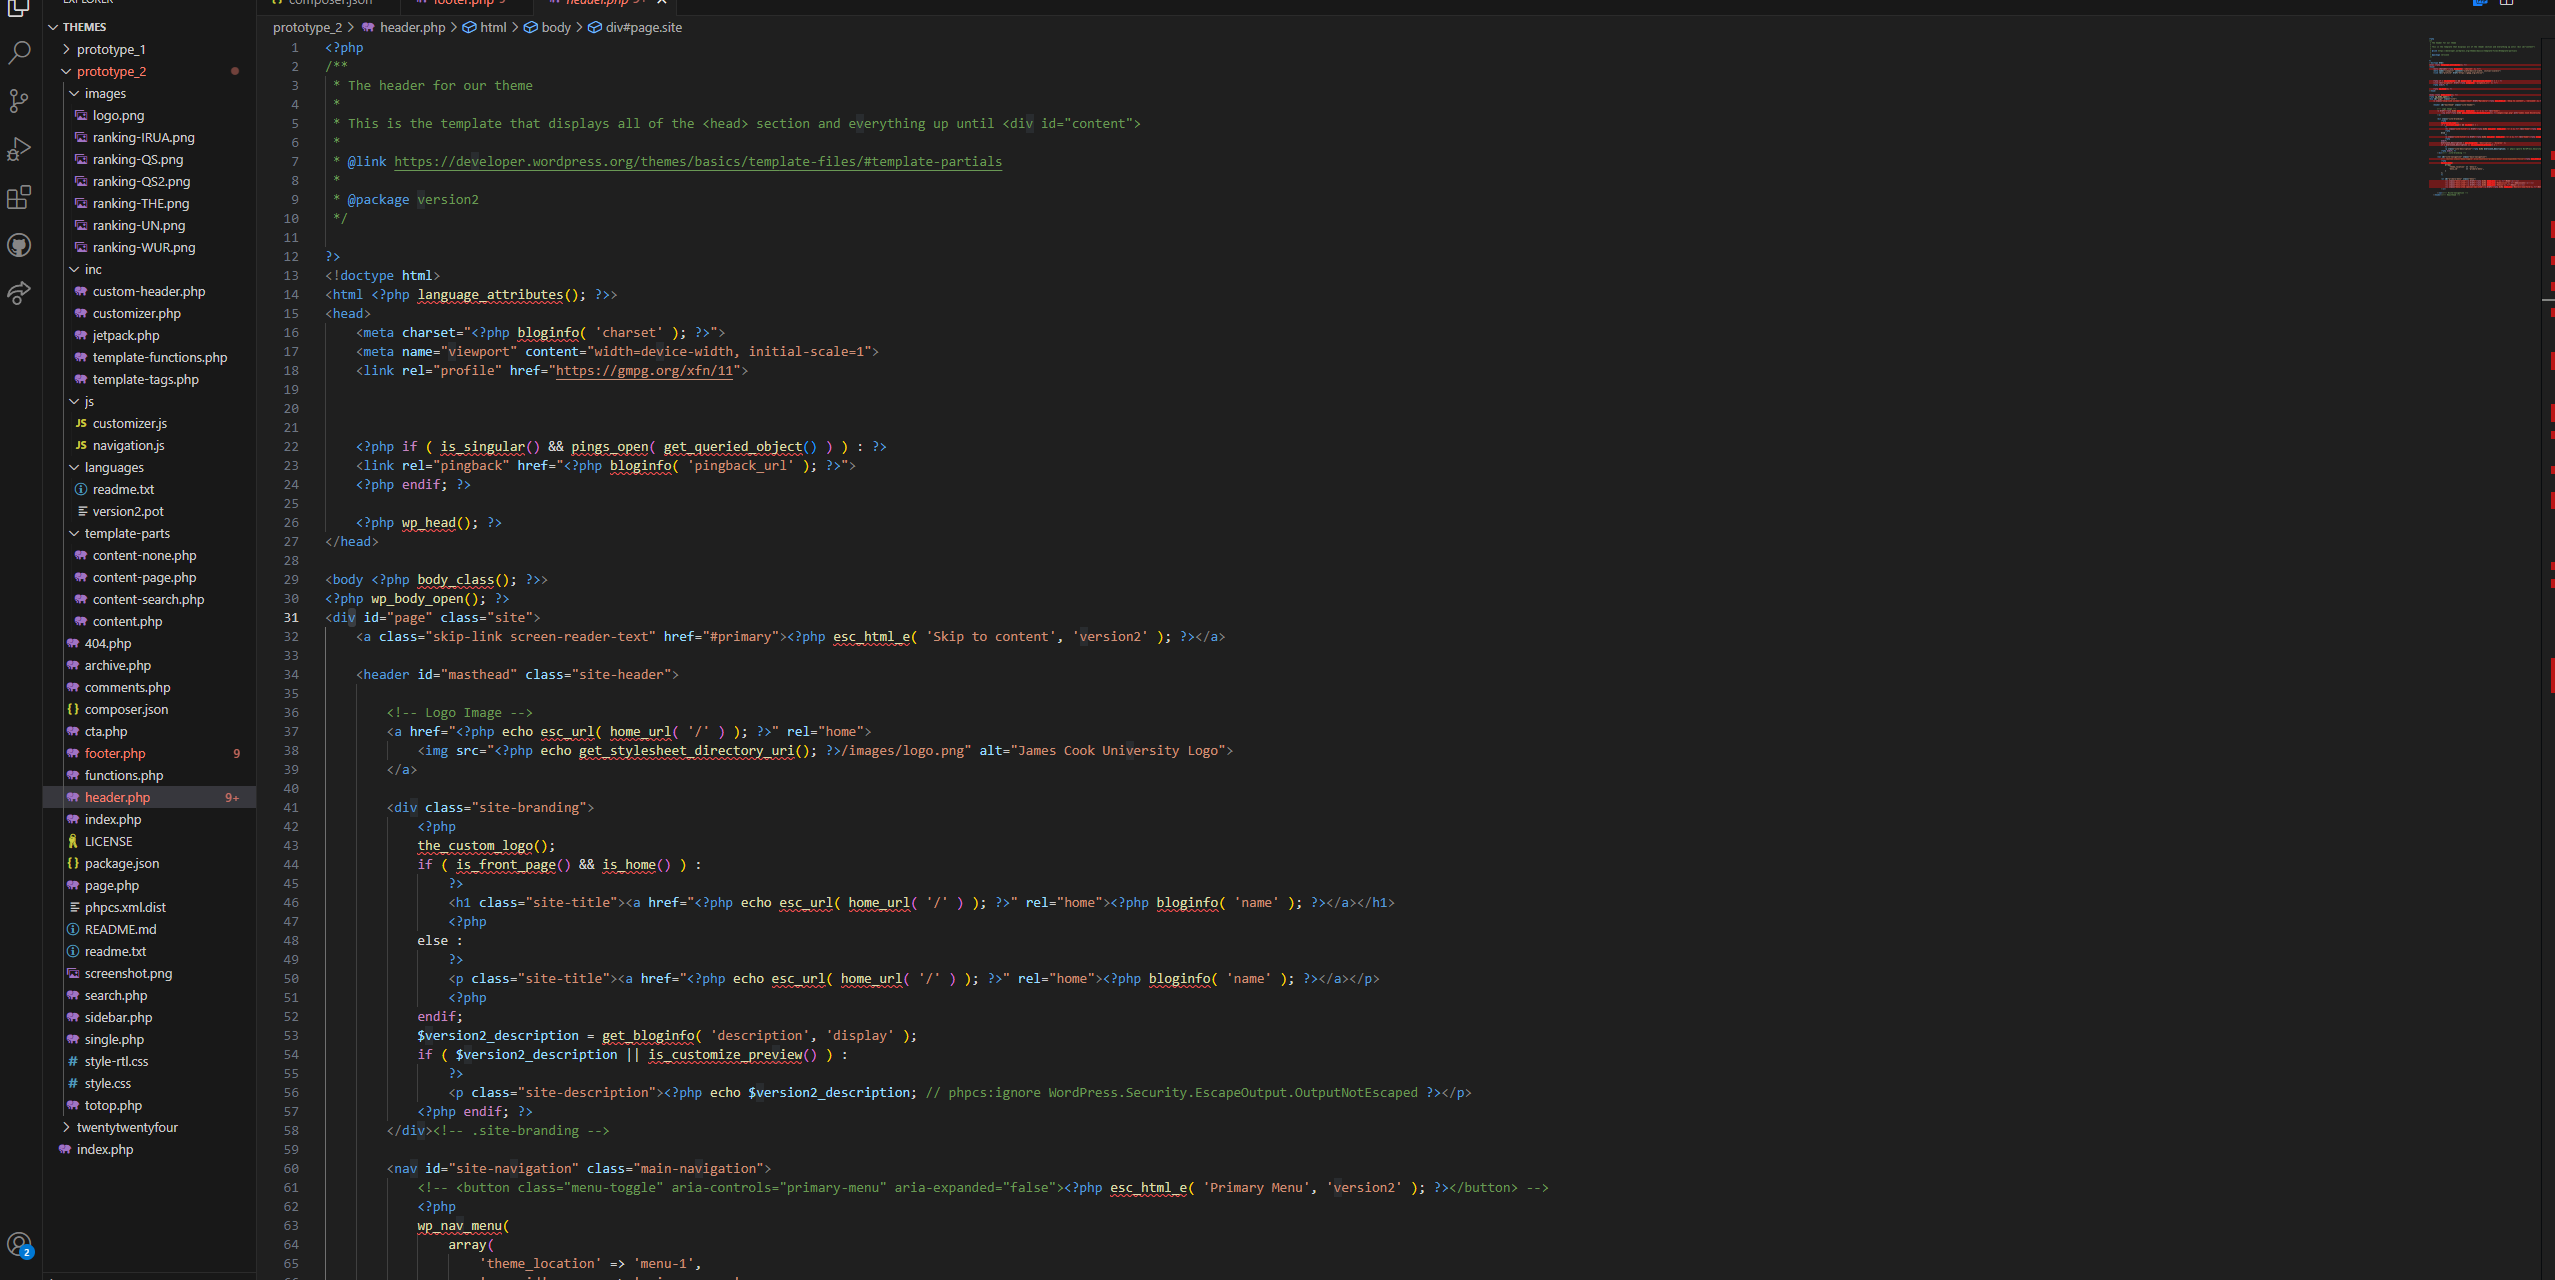 EXPLORER
THEMES
prototype_1
prototype_2
images
logo.png
ranking-IRUA.png
ranking-QS.png
ranking-QS2.png
ranking-THE.png
ranking-UN.png
ranking-WUR.png
inc
custom-header.php
customizer.php
jetpack.php
template-functions.php
template-tags.php
js
JS customizer.js
JS navigation.js
languages
readme.txt
version2.pot
template-parts
content-none.php
content-page.php
content-search.php
content.php
404.php
archive.php
comments.php
{} composer.json
cta.php
footer.php 9
functions.php
header.php 9+
index.php
LICENSE
{} package.json
page.php
phpcs.xml.dist
README.md
readme.txt
screenshot.png
search.php
sidebar.php
single.php
# style-rtl.css
# style.css
totop.php
twentytwentyfour
index.php
2
composer.json footer.php 9 header.php 9+
prototype_2 > header.php > html > body > div#page.site
1 <?php
2 /**
3 * The header for our theme
4 *
5 * This is the template that displays all of the <head> section and everything up until <div id="content">
6 *
7 * @link https://developer.wordpress.org/themes/basics/template-files/#template-partials
8 *
9 * @package version2
10 */
11
12 ?>
13 <!doctype html>
14 <html <?php language_attributes(); ?>>
15 <head>
16 <meta charset="<?php bloginfo( 'charset' ); ?>">
17 <meta name="viewport" content="width=device-width, initial-scale=1">
18 <link rel="profile" href="https://gmpg.org/xfn/11">
19
20
21
22 <?php if ( is_singular() && pings_open( get_queried_object() ) ) : ?>
23 <link rel="pingback" href="<?php bloginfo( 'pingback_url' ); ?>">
24 <?php endif; ?>
25
26 <?php wp_head(); ?>
27 </head>
28
29 <body <?php body_class(); ?>>
30 <?php wp_body_open(); ?>
31 <div id="page" class="site">
32 <a class="skip-link screen-reader-text" href="#primary"><?php esc_html_e( 'Skip to content', 'version2' ); ?></a>
33
34 <header id="masthead" class="site-header">
35
36 <!-- Logo Image -->
37 <a href="<?php echo esc_url( home_url( '/' ) ); ?>" rel="home">
38 <img src="<?php echo get_stylesheet_directory_uri(); ?>/images/logo.png" alt="James Cook University Logo">
39 </a>
40
41 <div class="site-branding">
42 <?php
43 the_custom_logo();
44 if ( is_front_page() && is_home() ) :
45 ?>
46 <h1 class="site-title"><a href="<?php echo esc_url( home_url( '/' ) ); ?>" rel="home"><?php bloginfo( 'name' ); ?></a></h1>
47 <?php
48 else :
49 ?>
50 <p class="site-title"><a href="<?php echo esc_url( home_url( '/' ) ); ?>" rel="home"><?php bloginfo( 'name' ); ?></a></p>
51 <?php
52 endif;
53 $version2_description = get_bloginfo( 'description', 'display' );
54 if ( $version2_description || is_customize_preview() ) :
55 ?>
56 <p class="site-description"><?php echo $version2_description; // phpcs:ignore WordPress.Security.EscapeOutput.OutputNotEscaped ?></p>
57 <?php endif; ?>
58 </div><!-- .site-branding -->
59
60 <nav id="site-navigation" class="main-navigation">
61 <!-- <button class="menu-toggle" aria-controls="primary-menu" aria-expanded="false"><?php esc_html_e( 'Primary Menu', 'version2' ); ?></button> -->
62 <?php
63 wp_nav_menu(
64 array(
65 'theme_location' => 'menu-1',